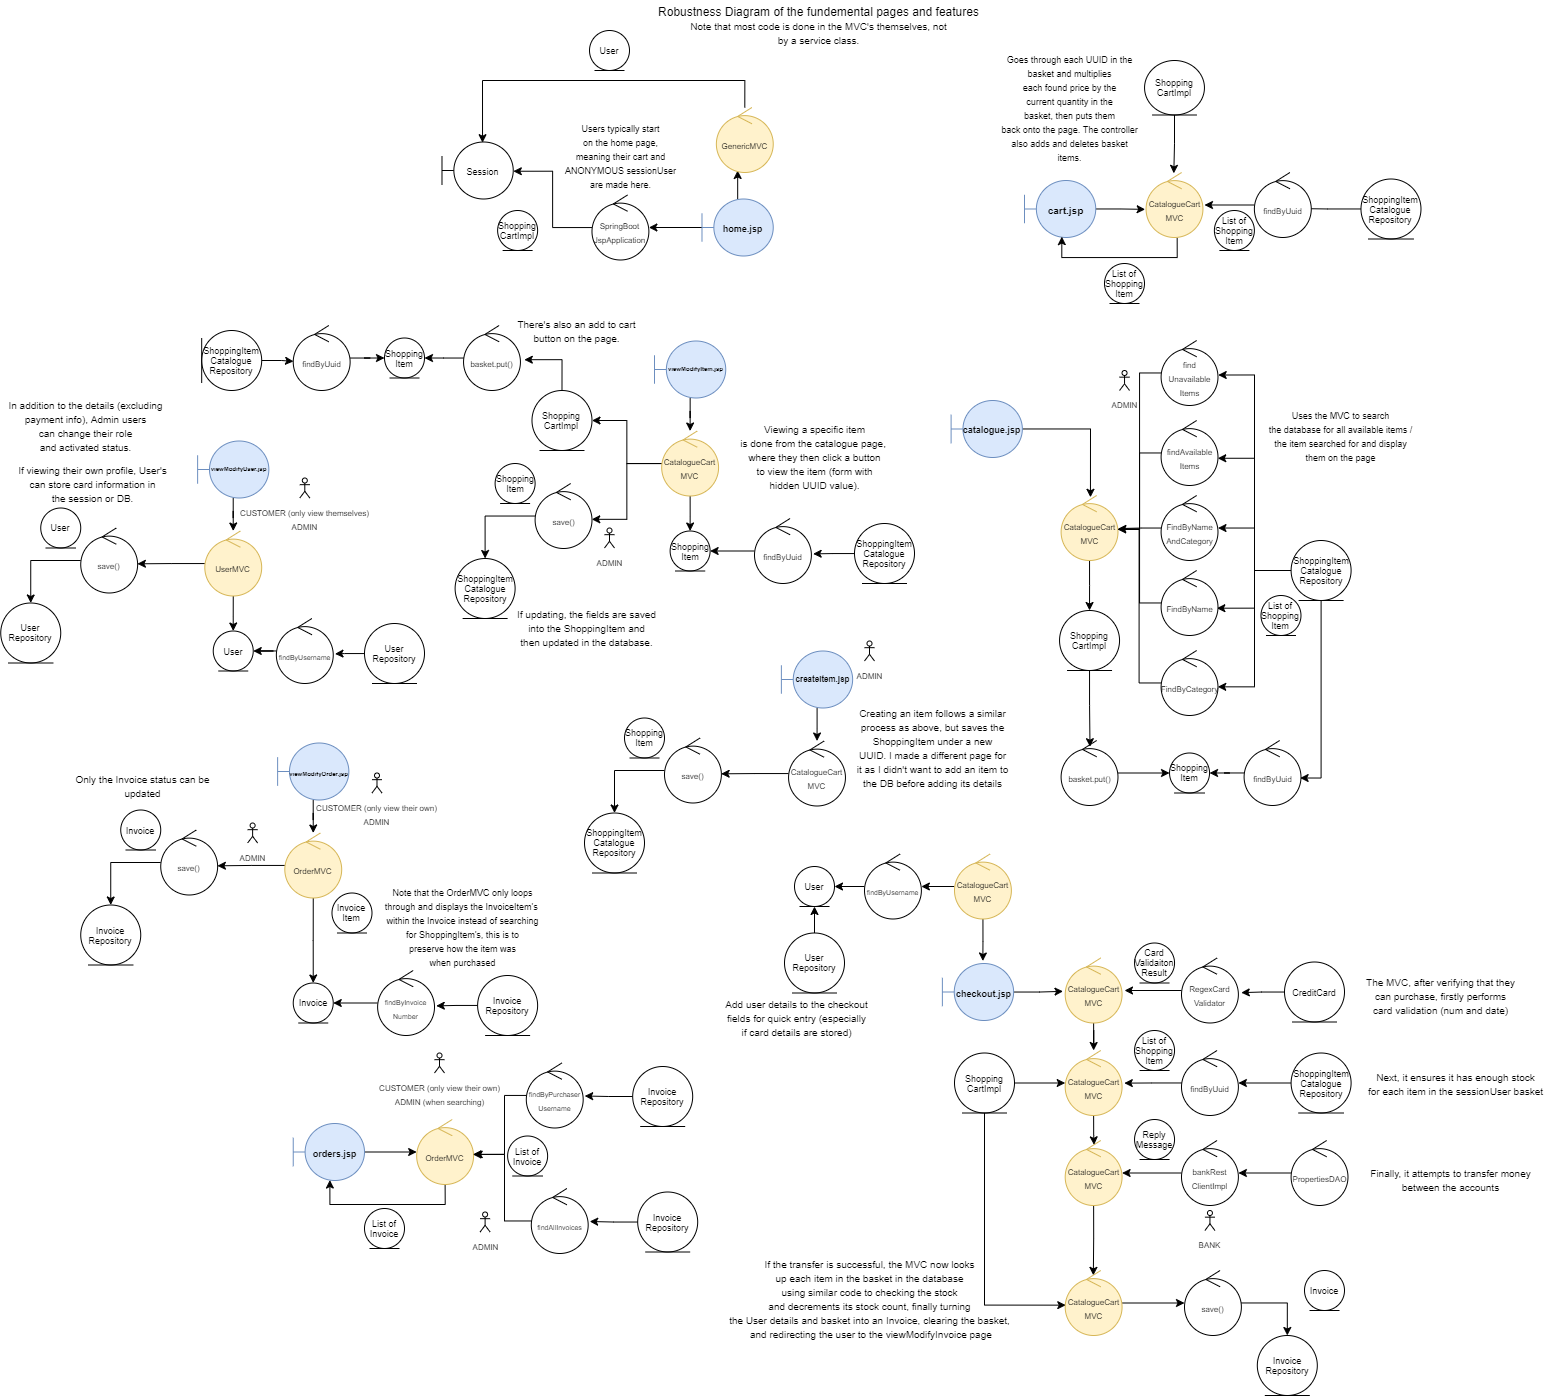 Robustness Diagram of the fundemental pages and features
Note that most code is done in the MVC's themselves, not
by a service class.
User
GenericMVC
Session
Users typically start
on the home page,
meaning their cart and
ANONYMOUS sessionUser
are made here.
Shopping
CartImpl
SpringBoot
JspApplication
home.jsp
Goes through each UUID in the
basket and multiplies
each found price by the
current quantity in the
basket, then puts them
back onto the page. The controller
also adds and deletes basket
items.
Shopping
CartImpl
cart.jsp
CatalogueCart
MVC
List of
Shopping
Item
findByUuid
ShoppingItem
Catalogue
Repository
List of
Shopping
Item
There's also an add to cart
button on the page.
ShoppingItem
Catalogue
Repository
findByUuid
Shopping
Item
basket.put()
viewModifyItem.jsp
Shopping
CartImpl
CatalogueCart
MVC
Viewing a specific item
is done from the catalogue page,
where they then click a button
to view the item (form with
hidden UUID value).
Shopping
Item
save()
ADMIN
ShoppingItem
Catalogue
Repository
Shopping
Item
findByUuid
ShoppingItem
Catalogue
Repository
If updating, the fields are saved
into the ShoppingItem and
then updated in the database.
In addition to the details (excluding
payment info), Admin users
can change their role
and activated status.
If viewing their own profile, User's
can store card information in
the session or DB.
viewModifyUser.jsp
CUSTOMER (only view themselves)
ADMIN
User
save()
UserMVC
User
Repository
User
findByUsername
User
Repository
catalogue.jsp
ADMIN
find
Unavailable
Items
findAvailable
Items
FindByName
AndCategory
FindByName
FindByCategory
Uses the MVC to search
the database for all available items /
the item searched for and display
them on the page
CatalogueCart
MVC
ShoppingItem
Catalogue
Repository
List of
Shopping
Item
Shopping
CartImpl
basket.put()
Shopping
Item
findByUuid
createItem.jsp
ADMIN
Creating an item follows a similar
process as above, but saves the
ShoppingItem under a new
UUID. I made a different page for
it as I didn't want to add an item to
the DB before adding its details
Shopping
Item
save()
CatalogueCart
MVC
ShoppingItem
Catalogue
Repository
Only the Invoice status can be
updated
viewModifyOrder.jsp
CUSTOMER (only view their own)
ADMIN
Invoice
save()
ADMIN
OrderMVC
Invoice
Repository
Invoice
Item
Note that the OrderMVC only loops
through and displays the InvoiceItem's
within the Invoice instead of searching
for ShoppingItem's, this is to
preserve how the item was
when purchased
Invoice
findByInvoice
Number
Invoice
Repository
CUSTOMER (only view their own)
ADMIN (when searching)
findByPurchaser
Username
Invoice
Repository
orders.jsp
OrderMVC
List of
Invoice
List of
Invoice
ADMIN
findAllInvoices
Invoice
Repository
User
findByUsername
CatalogueCart
MVC
User
Repository
Add user details to the checkout
fields for quick entry (especially
if card details are stored)
checkout.jsp
CatalogueCart
MVC
Card
Validaiton
Result
RegexCard
Validator
CreditCard
The MVC, after verifying that they
can purchase, firstly performs
card validation (num and date)
Shopping
CartImpl
CatalogueCart
MVC
List of
Shopping
Item
findByUuid
ShoppingItem
Catalogue
Repository
Next, it ensures it has enough stock
for each item in the sessionUser basket
CatalogueCart
MVC
Reply
Message
bankRest
ClientImpl
PropertiesDAO
Finally, it attempts to transfer money
between the accounts
BANK
If the transfer is successful, the MVC now looks
up each item in the basket in the database
using similar code to checking the stock
and decrements its stock count, finally turning
the User details and basket into an Invoice, clearing the basket,
and redirecting the user to the viewModifyInvoice page
CatalogueCart
MVC
save()
Invoice
Invoice
Repository